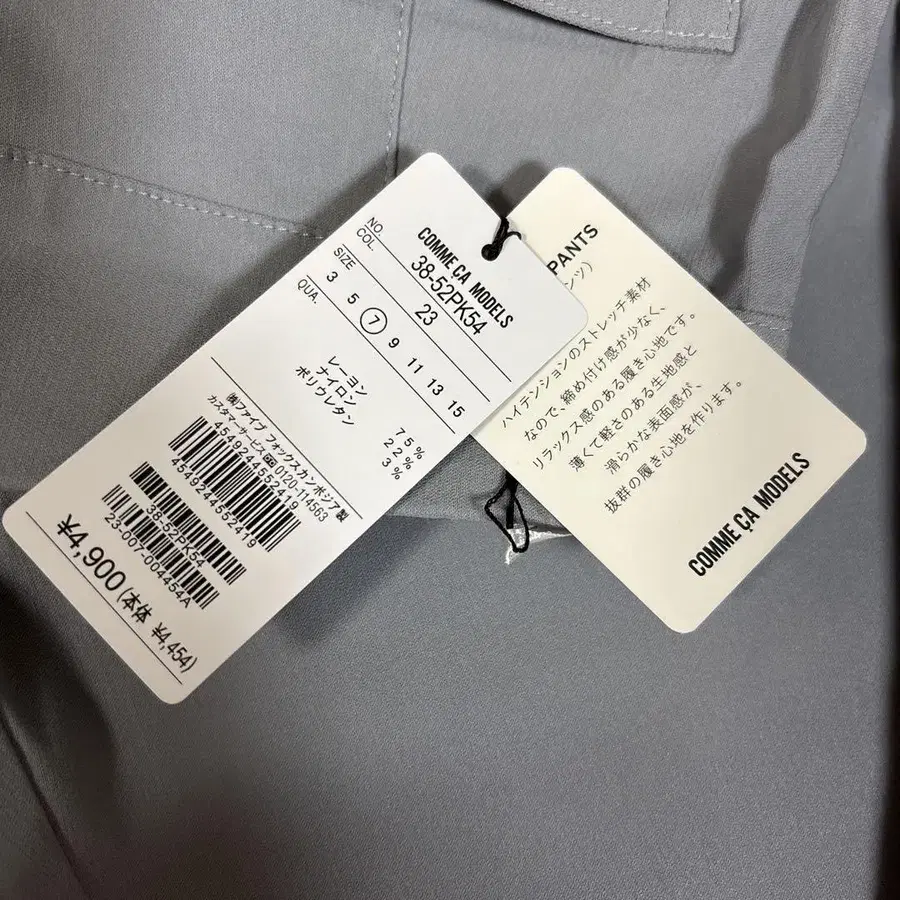 COMME ÇA MODELS
NO. 38-52PK54
COL. 23
SIZE
3 5 7 9 11 13 15
QUA.
レーヨン 75%
ナイロン 22%
ポリウレタン 3%
㈱ファイブ フォックスカンボジア製
カスタマーサービス 0120-114563
4549244552419
4549244552419
38-52PK54
23-007-004454A
¥4,900(本体 ¥4,454)
PANTS
ンツ)
ハイテンションのストレッチ素材
なので、締め付け感が少なく、
リラックス感のある履き心地です。
薄くて軽さのある生地感と
滑らかな表面感が、
抜群の履き心地を作ります。
COMME ÇA MODELS